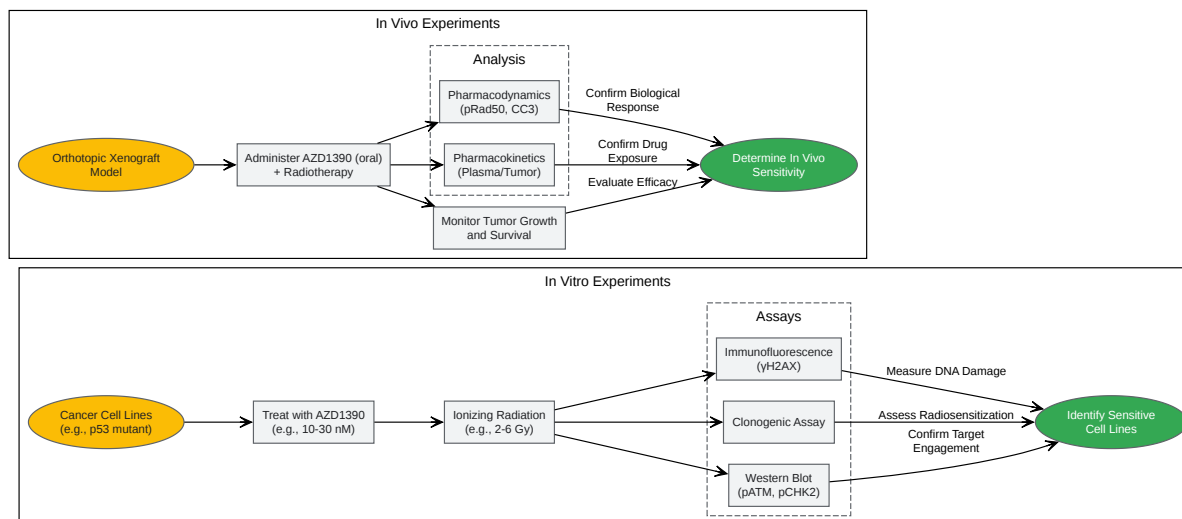 In Vivo Experiments
Analysis
Pharmacodynamics
(pRad50, CC3)
Confirm Biological
Response
Orthotopic Xenograft
Model
Administer AZD1390 (oral)
+ Radiotherapy
Pharmacokinetics
(Plasma/Tumor)
Confirm Drug
Exposure
Determine In Vivo
Sensitivity
Evaluate Efficacy
Monitor Tumor Growth
and Survival
In Vitro Experiments
Assays
Immunofluorescence
(γH2AX)
Measure DNA Damage
Cancer Cell Lines
(e.g., p53 mutant)
Treat with AZD1390
(e.g., 10-30 nM)
Ionizing Radiation
(e.g., 2-6 Gy)
Clonogenic Assay
Assess Radiosensitization
Identify Sensitive
Cell Lines
Confirm Target
Engagement
Western Blot
(pATM, pCHK2)